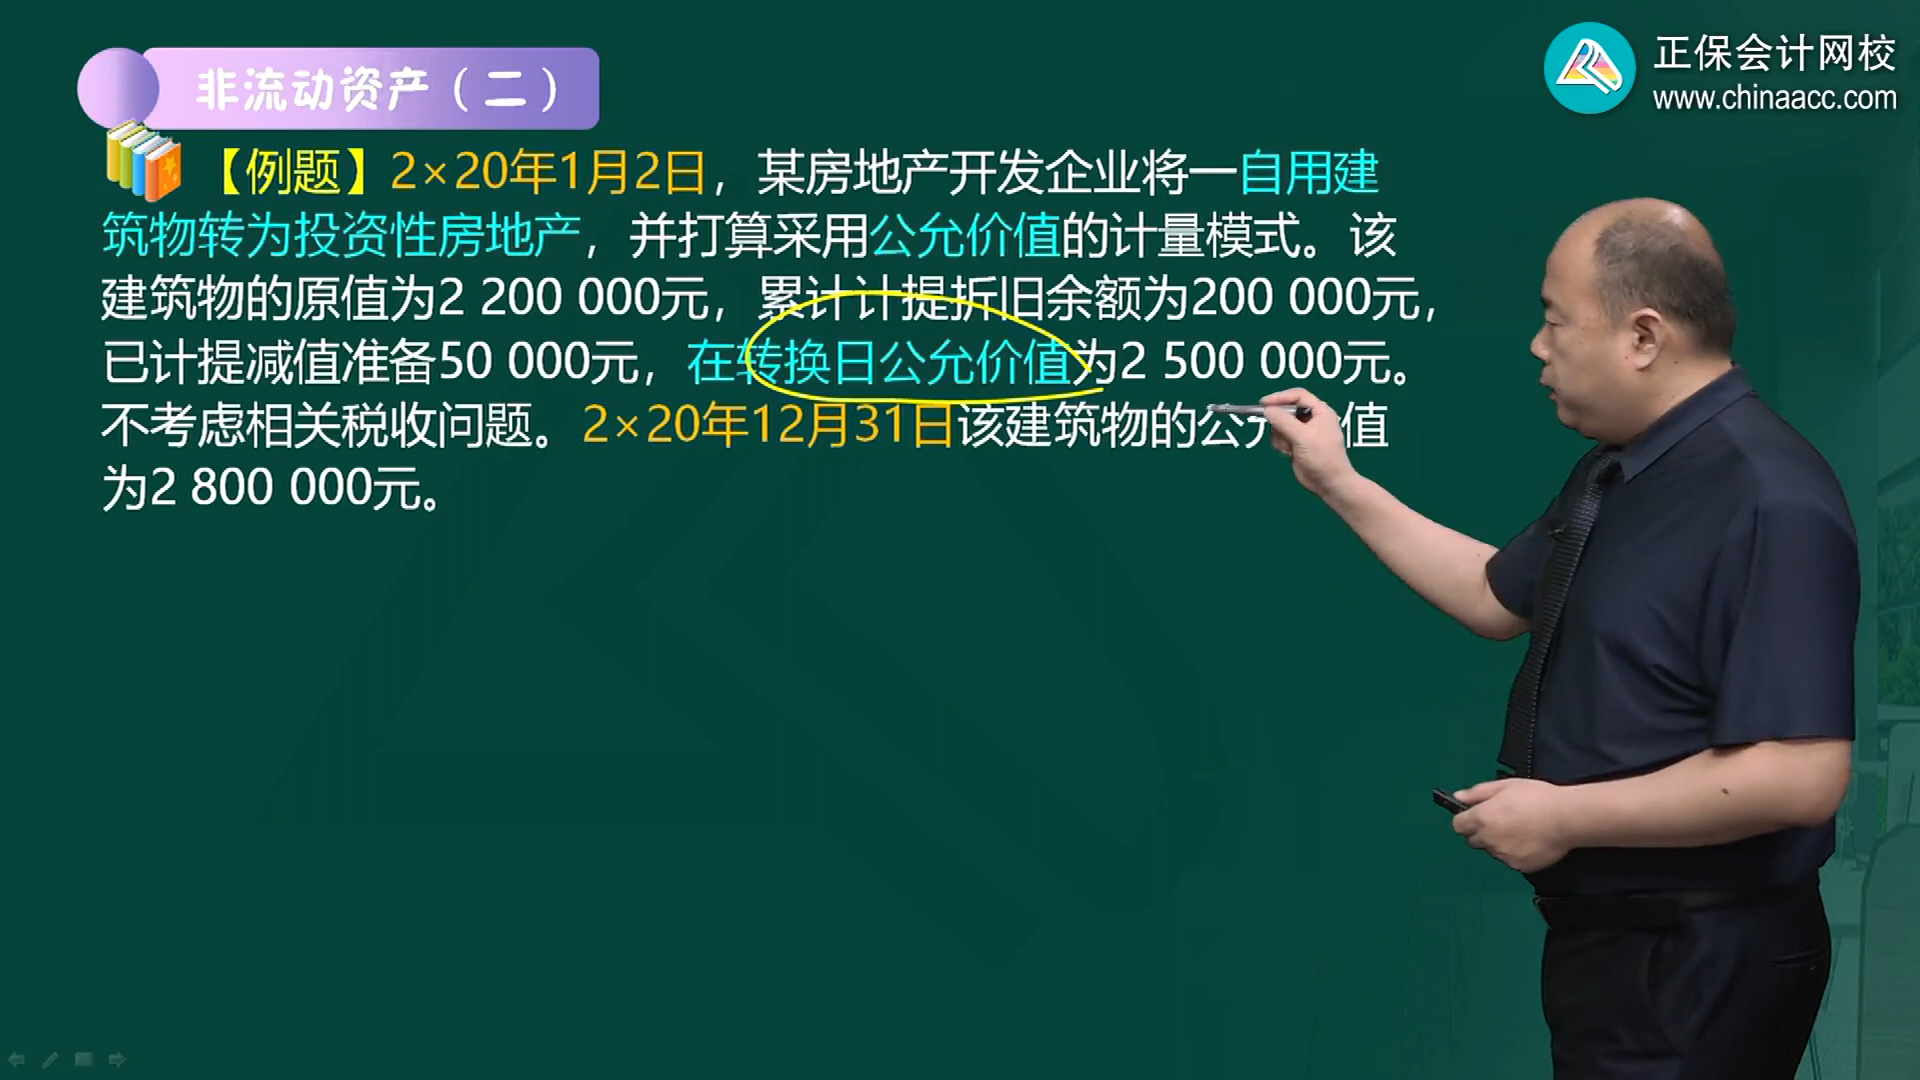 非流动资产（二）
正保会计网校
www.chinaacc.com
【例题】2×20年1月2日，某房地产开发企业将一自用建
筑物转为投资性房地产，并打算采用公允价值的计量模式。该
建筑物的原值为2 200 000元，累计计提折旧余额为200 000元，
已计提减值准备50 000元，在转换日公允价值为2 500 000元。
不考虑相关税收问题。2×20年12月31日该建筑物的公允值
为2 800 000元。